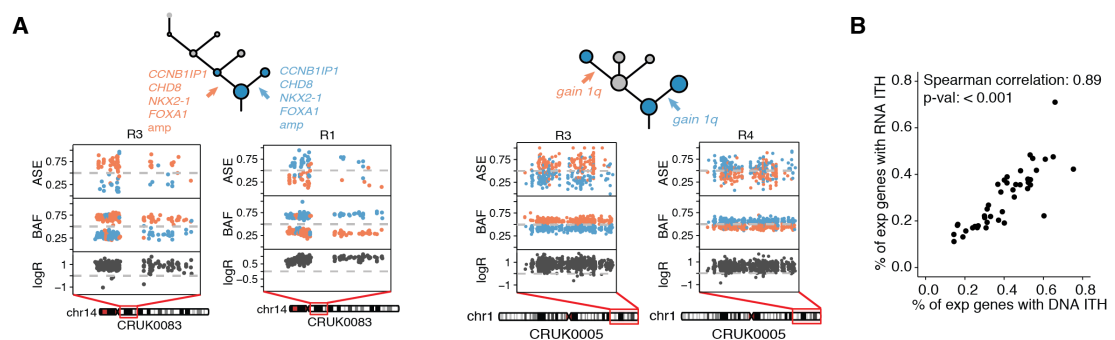 A
B
CCNB1IP1
CHD8
NKX2-1
FOXA1
amp
CCNB1IP1
CHD8
NKX2-1
FOXA1
amp
gain 1q
gain 1q
R3
R1
R3
R4
ASE
0.75
0.25
BAF
0.75
0.25
logR
1
−1
chr14
CRUK0083
ASE
0.75
0.25
BAF
0.75
0.25
logR
0.5
−0.5
chr14
CRUK0083
ASE
0.75
0.25
BAF
0.75
0.25
logR
1
−1
chr1
CRUK0005
ASE
0.75
0.25
BAF
0.75
0.25
logR
1
−1
chr1
CRUK0005
Spearman correlation: 0.89
p-val: < 0.001
% of exp genes with RNA ITH
0.8
0.6
0.4
0.2
0.0
0.0 0.2 0.4 0.6 0.8
% of exp genes with DNA ITH